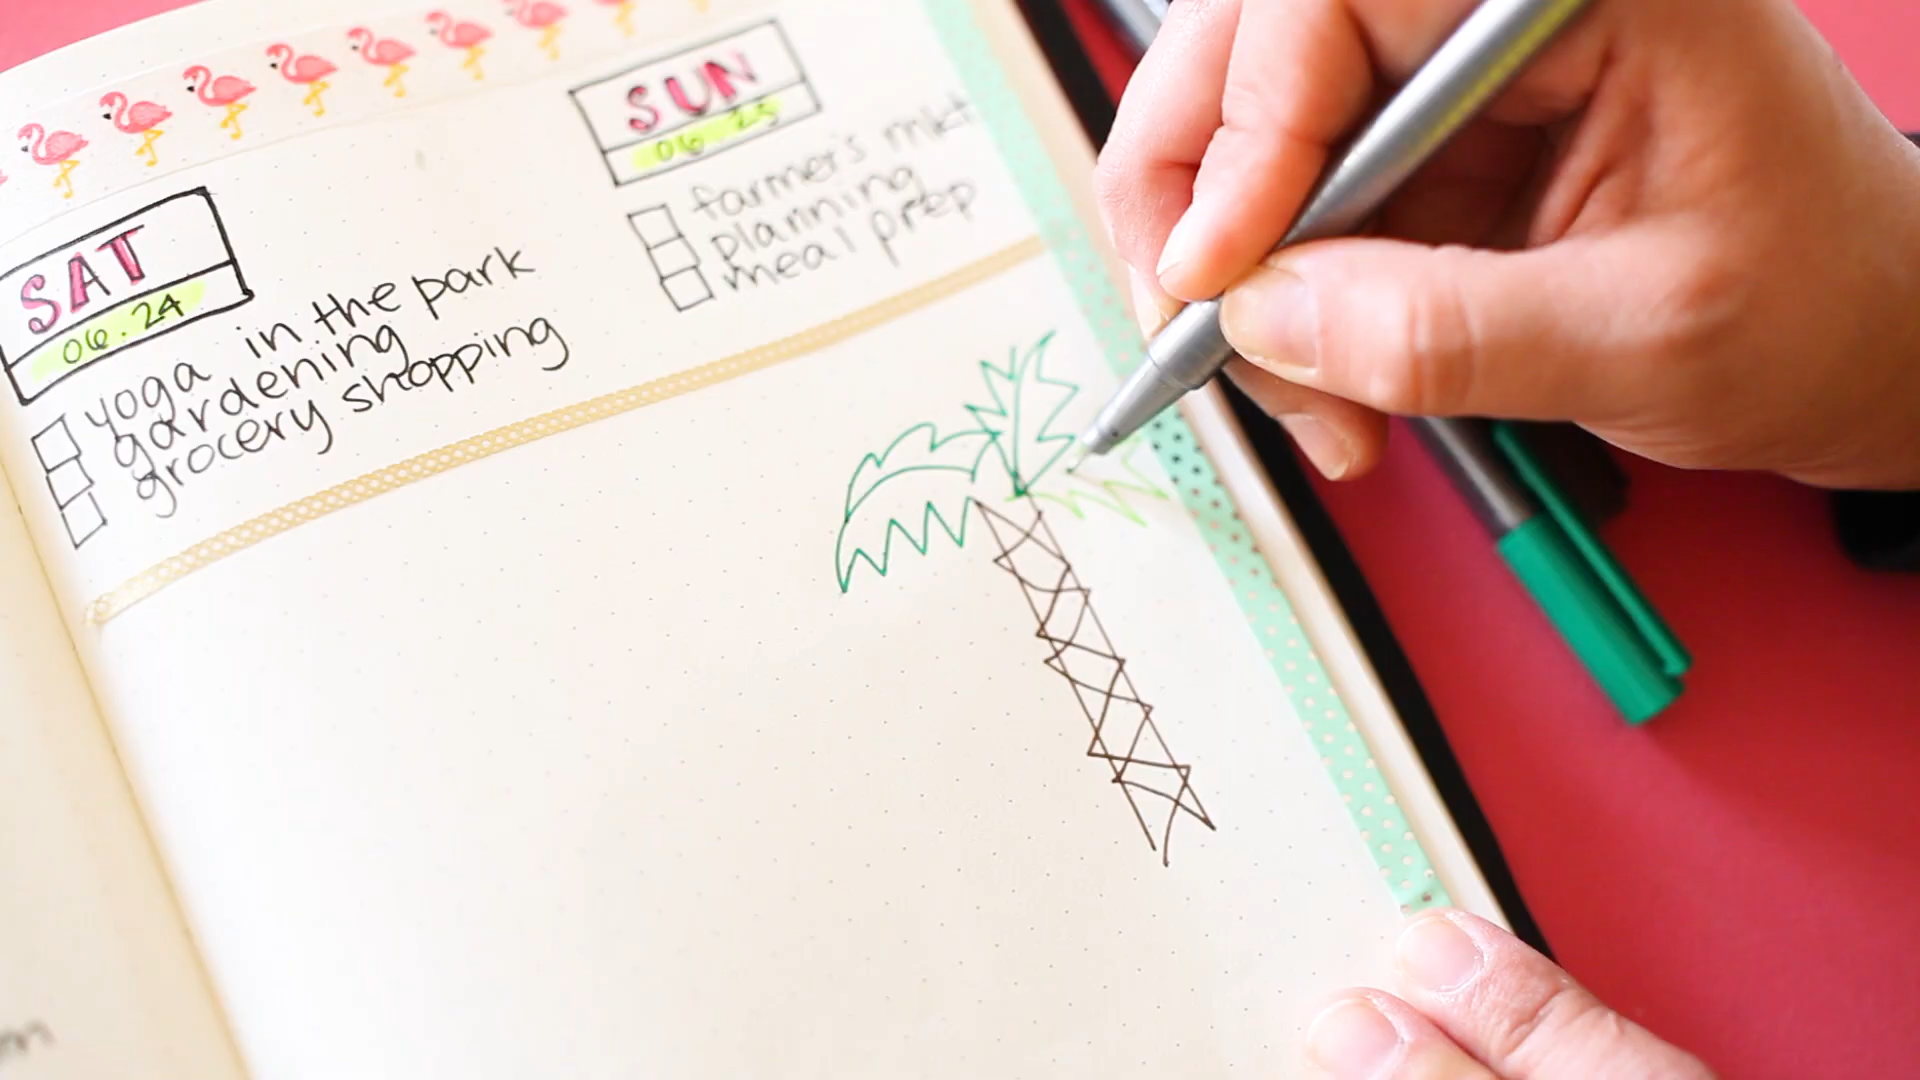 SAT
06.24
yoga in the park
gardening
grocery shopping
SUN
06 25
farmer's mkt
planning
meal prep